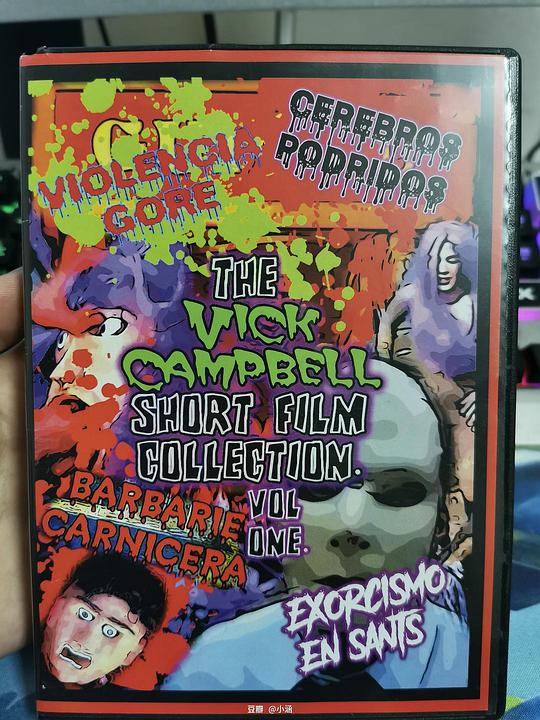 VIOLENCIA
GORE
CEREBROS
PODRIDOS
THE
VICK
CAMPBELL
SHORT FILM
COLLECTION.
VOL
ONE.
BARBARIE
CARNICERA
EXORCISMO
EN SANTS
豆瓣 @小涵